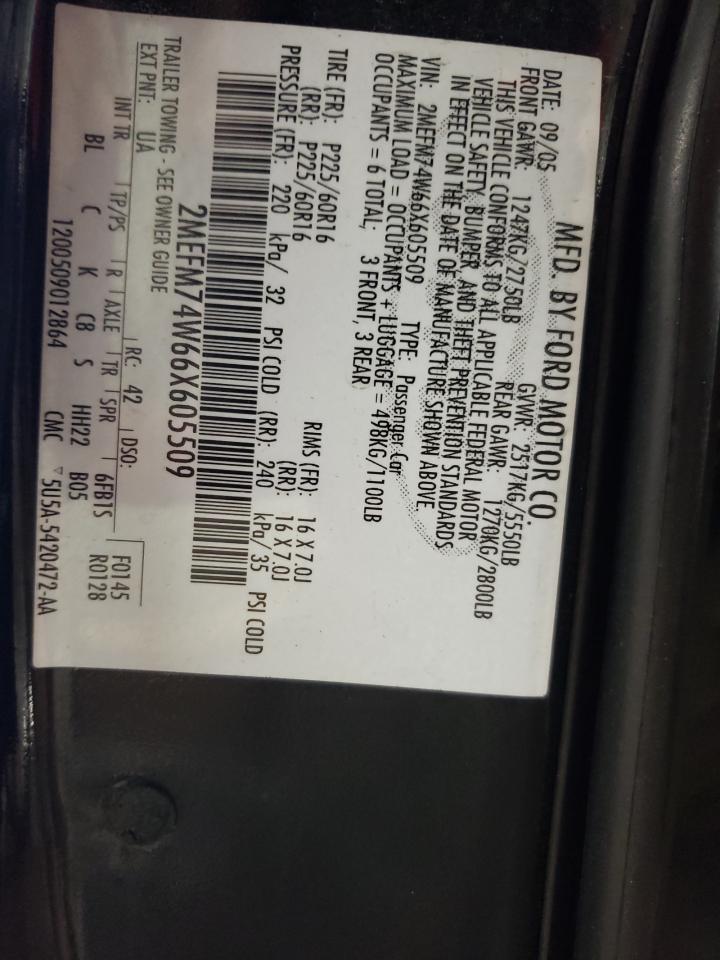 MFD. BY FORD MOTOR CO.
DATE: 09/05 GVWR: 2517KG/5550LB
FRONT GAWR: 1247KG/2750LB REAR GAWR: 1270KG/2800LB
THIS VEHICLE CONFORMS TO ALL APPLICABLE FEDERAL MOTOR
VEHICLE SAFETY, BUMPER, AND THEFT PREVENTION STANDARDS
IN EFFECT ON THE DATE OF MANUFACTURE SHOWN ABOVE.
VIN: 2MEFM74W66X605509 TYPE: Passenger Car
MAXIMUM LOAD = OCCUPANTS + LUGGAGE = 498KG/1100LB
OCCUPANTS = 6 TOTAL; 3 FRONT, 3 REAR
TIRE (FR): P225/60R16 RIMS (FR): 16 X 7.0J
(RR): P225/60R16 (RR): 16 X 7.0J
PRESSURE (FR): 220 kPa/ 32 PSI COLD (RR): 240 kPa/ 35 PSI COLD
2MEFM74W66X605509
TRAILER TOWING - SEE OWNER GUIDE
EXT PNT: UA RC: 42 DSO:
INT TR TP/PS R AXLE TR SPR 6FB1S F0145
BL C K C8 S HH22 B05 R0128
1200509012864 CMC ▽ 5U5A-5420472-AA